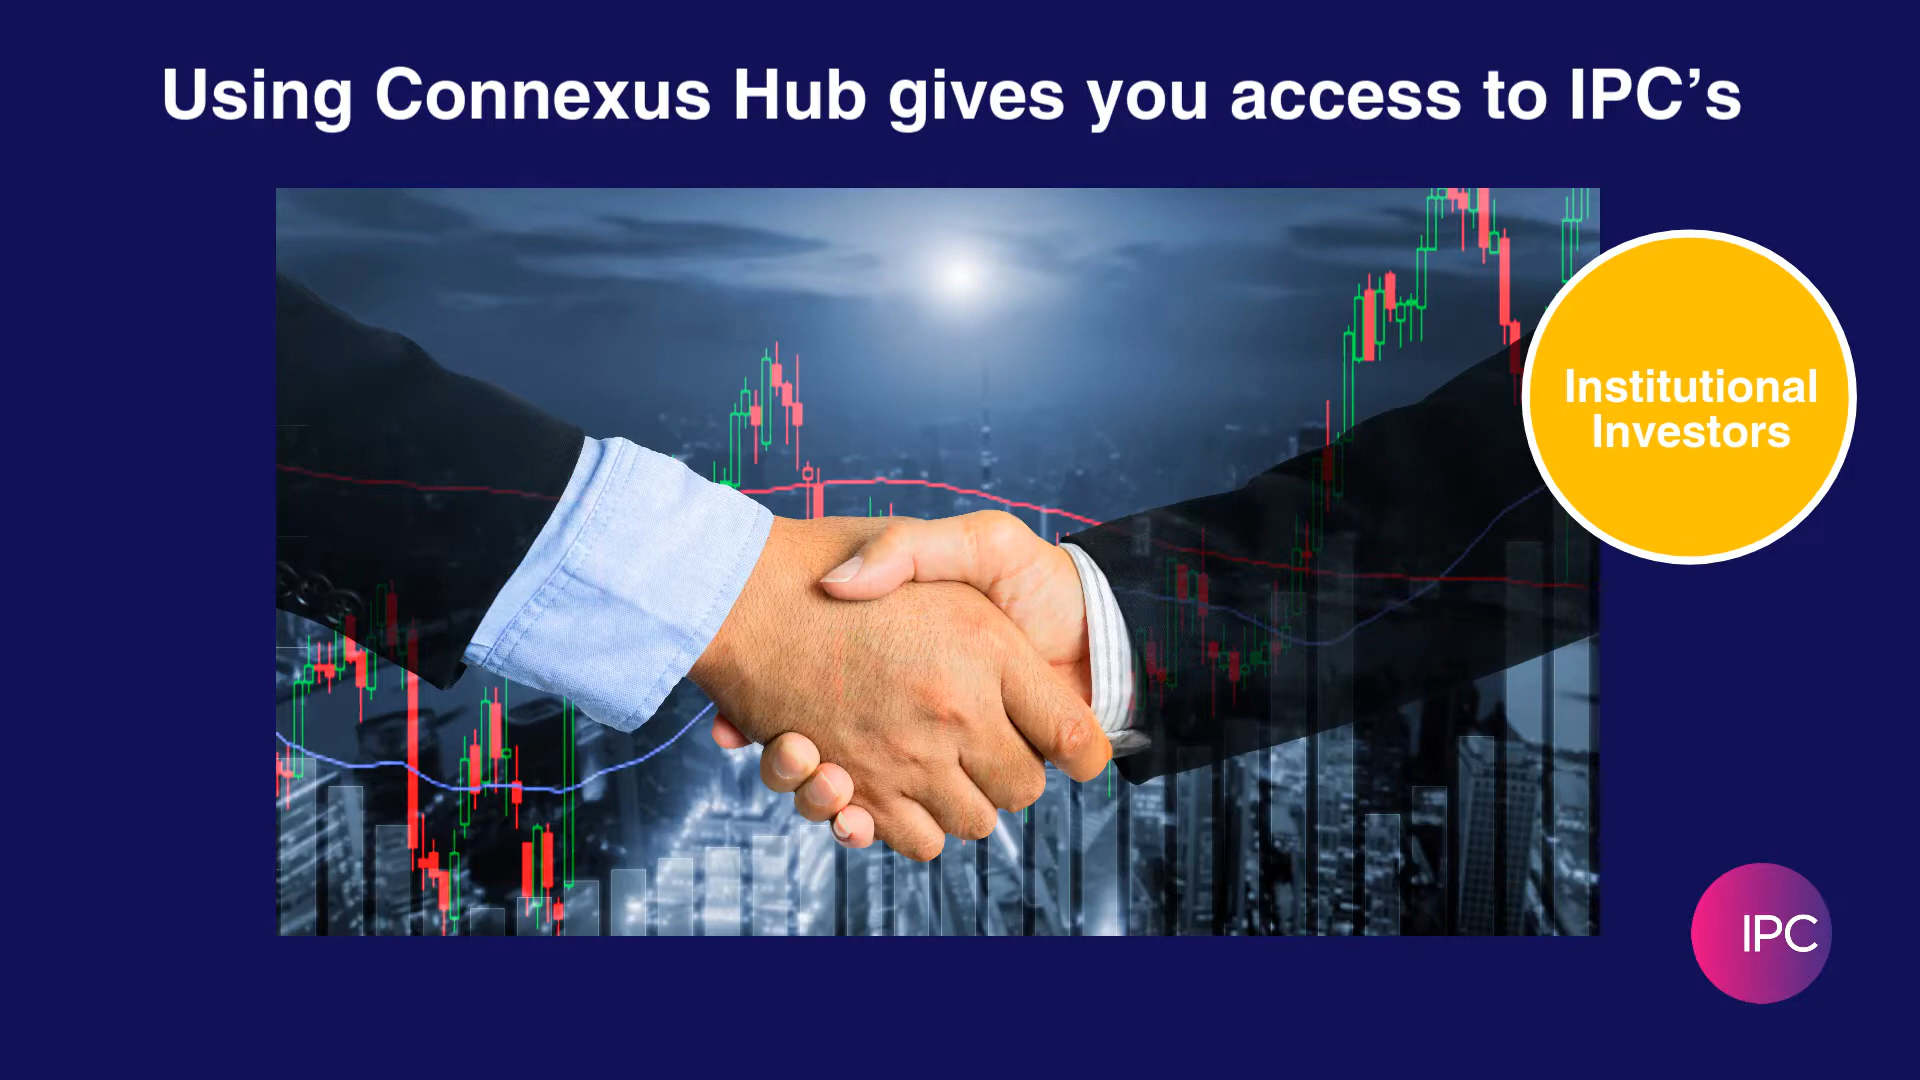 Using Connexus Hub gives you access to IPC’s
Institutional
Investors
IPC